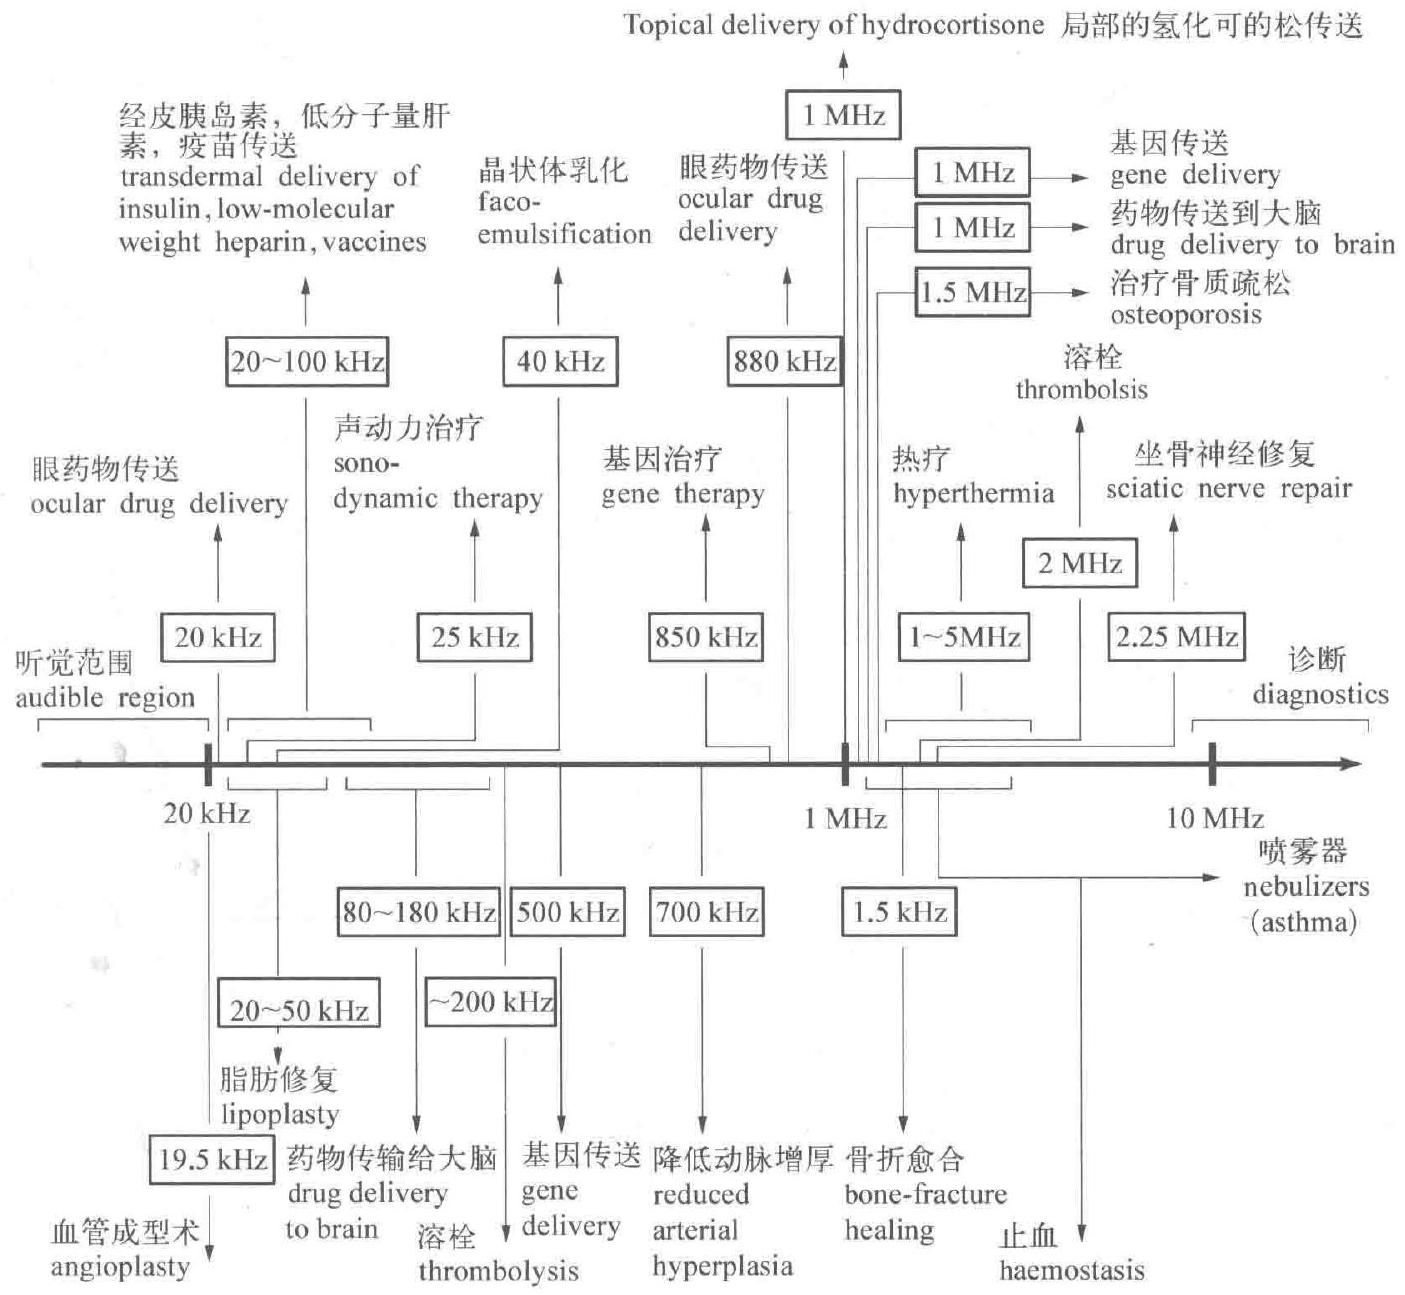 Topical delivery of hydrocortisone 局部的氢化可的松传送
1 MHz
经皮胰岛素，低分子量肝
素，疫苗传送
transdermal delivery of
insulin, low-molecular
weight heparin, vaccines
晶状体乳化
faco-
emulsification
眼药物传送
ocular drug
delivery
1 MHz
基因传送
gene delivery
1 MHz
药物传送到大脑
drug delivery to brain
1.5 MHz
治疗骨质疏松
osteoporosis
20~100 kHz
40 kHz
880 kHz
溶栓
thrombolsis
眼药物传送
ocular drug delivery
声动力治疗
sono-
dynamic therapy
基因治疗
gene therapy
热疗
hyperthermia
坐骨神经修复
sciatic nerve repair
2 MHz
20 kHz
25 kHz
850 kHz
1~5MHz
2.25 MHz
听觉范围
audible region
诊断
diagnostics
20 kHz
1 MHz
10 MHz
喷雾器
nebulizers
(asthma)
80~180 kHz
500 kHz
700 kHz
1.5 kHz
20~50 kHz
~200 kHz
脂肪修复
lipoplasty
19.5 kHz
药物传输给大脑
drug delivery
to brain
基因传送
gene
delivery
降低动脉增厚
reduced
arterial
hyperplasia
骨折愈合
bone-fracture
healing
血管成型术
angioplasty
溶栓
thrombolysis
止血
haemostasis